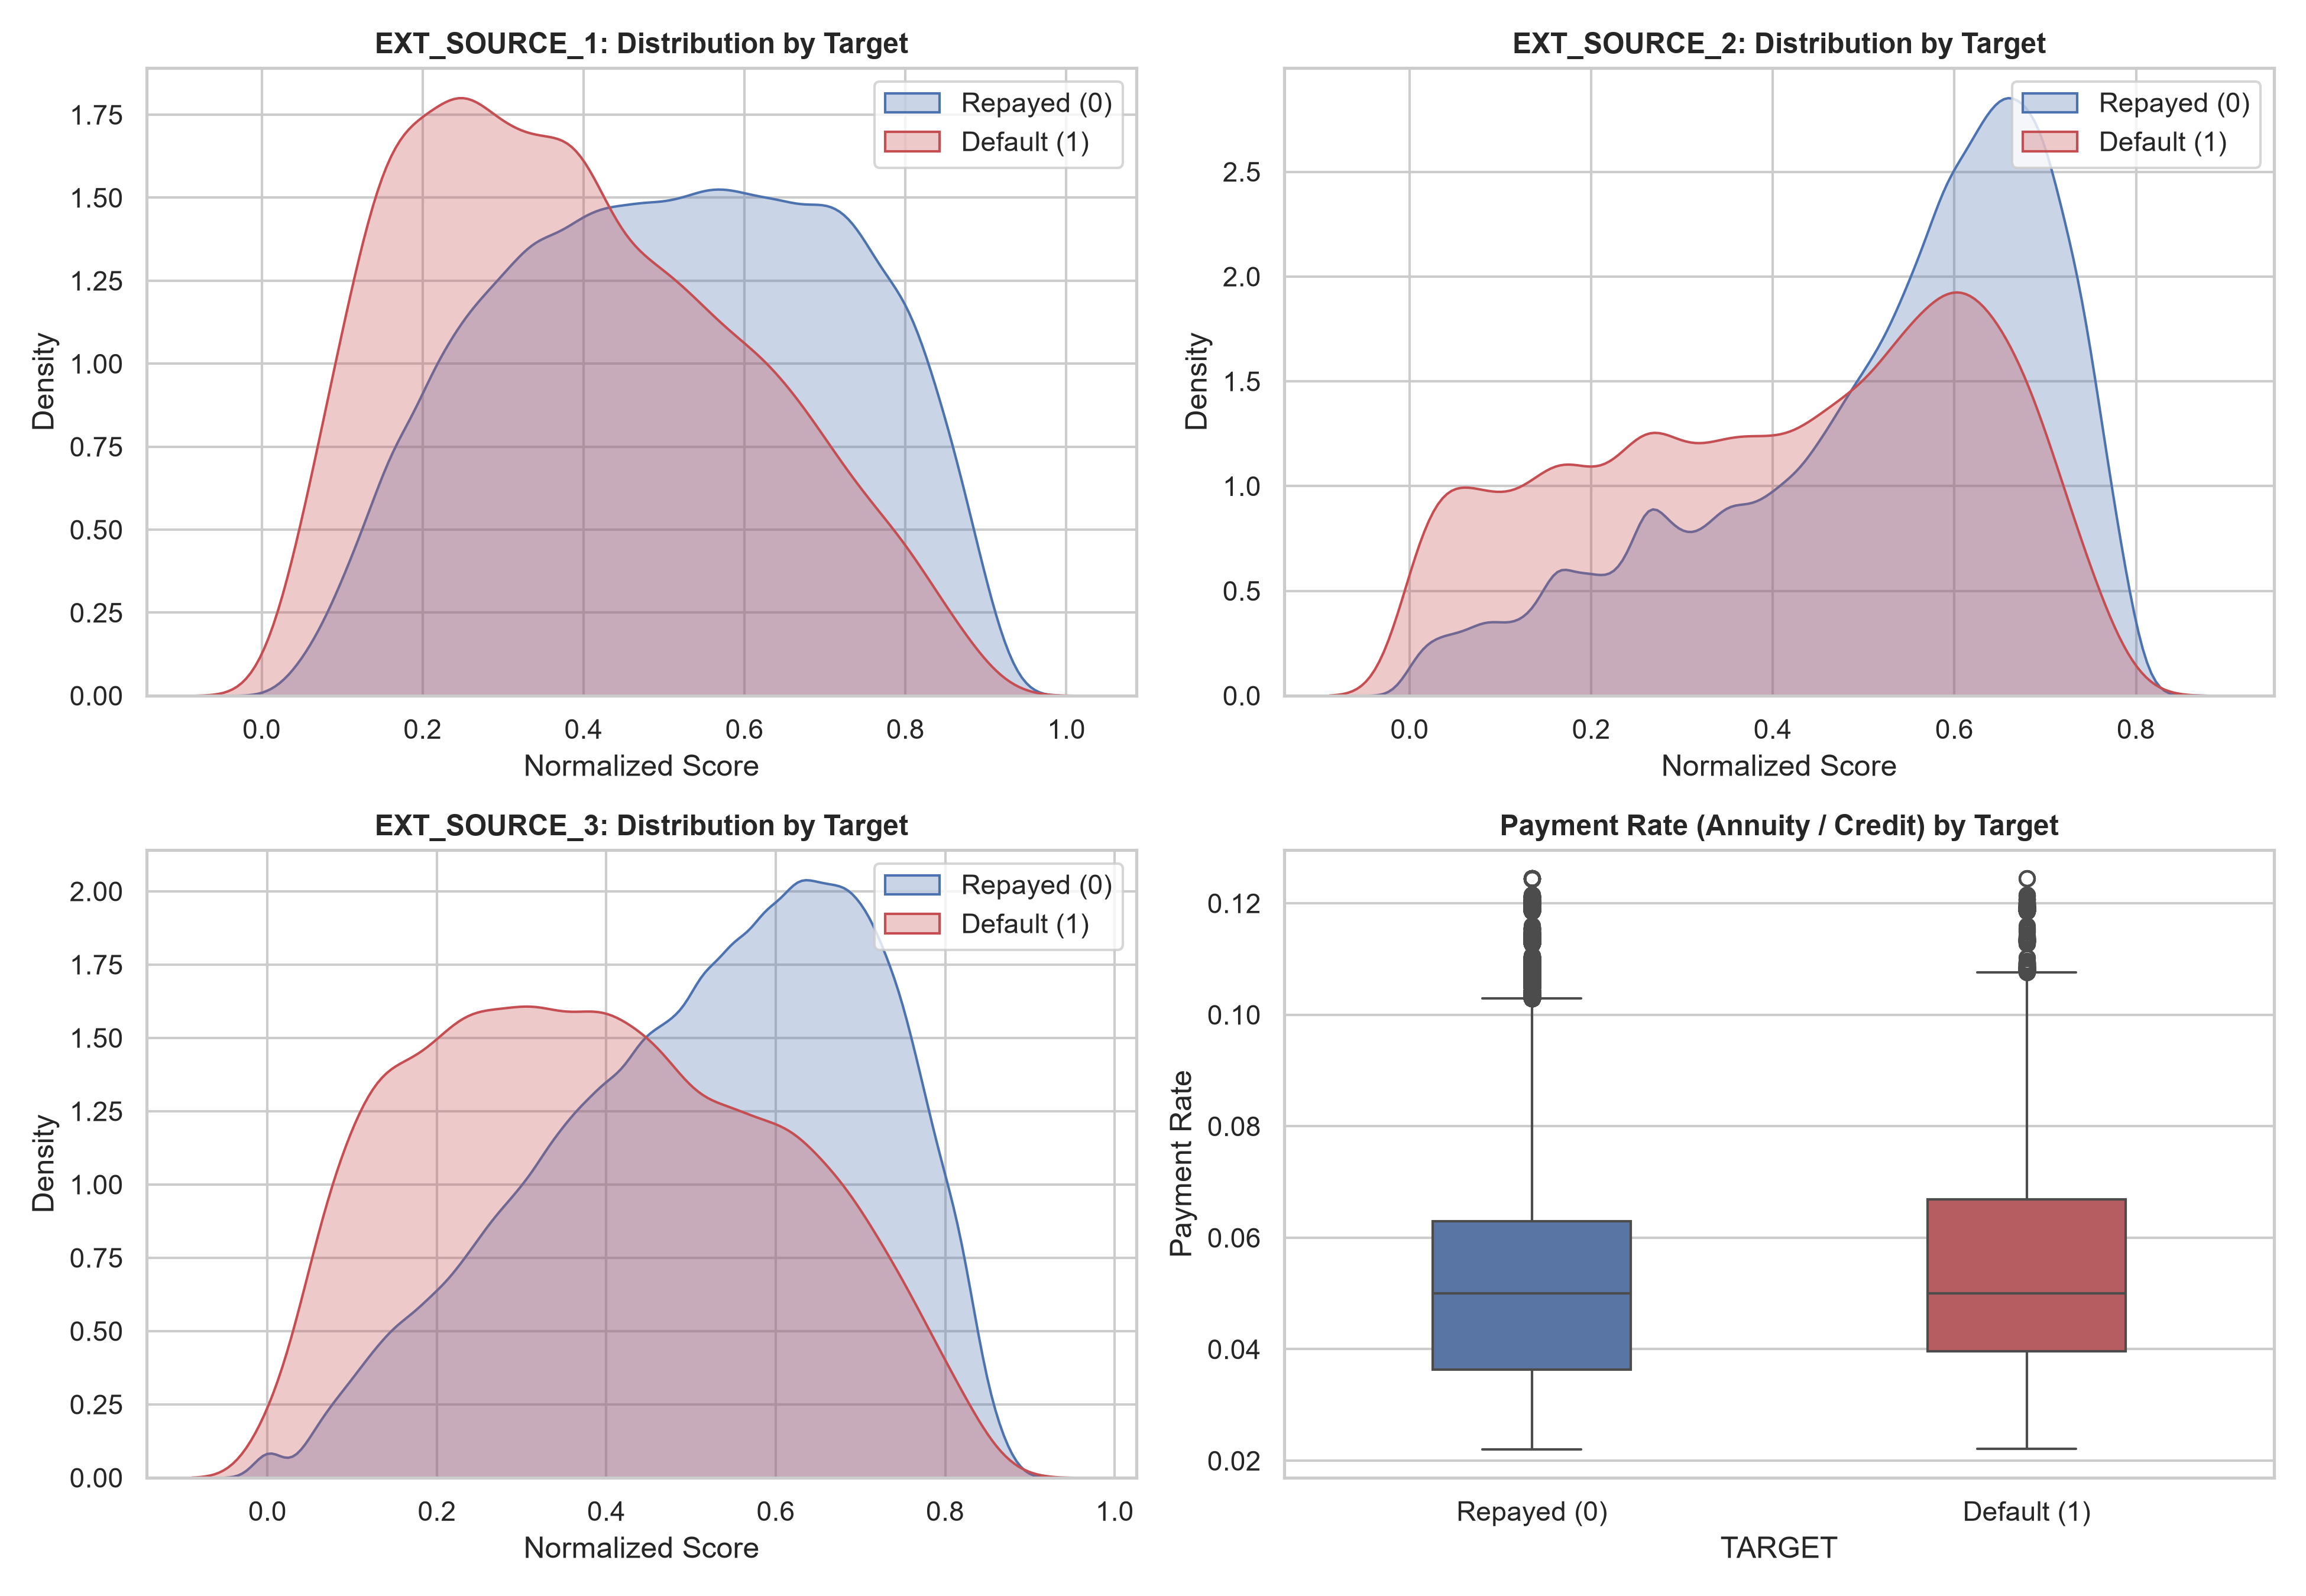 EXT_SOURCE_1: Distribution by Target
Repayed (0)
Default (1)
1.75
1.50
1.25
1.00
0.75
0.50
0.25
0.00
Density
0.0 0.2 0.4 0.6 0.8 1.0
Normalized Score
EXT_SOURCE_2: Distribution by Target
Repayed (0)
Default (1)
2.5
2.0
1.5
1.0
0.5
0.0
Density
0.0 0.2 0.4 0.6 0.8
Normalized Score
EXT_SOURCE_3: Distribution by Target
Repayed (0)
Default (1)
2.00
1.75
1.50
1.25
1.00
0.75
0.50
0.25
0.00
Density
0.0 0.2 0.4 0.6 0.8 1.0
Normalized Score
Payment Rate (Annuity / Credit) by Target
0.12
0.10
0.08
0.06
0.04
0.02
Payment Rate
Repayed (0) Default (1)
TARGET